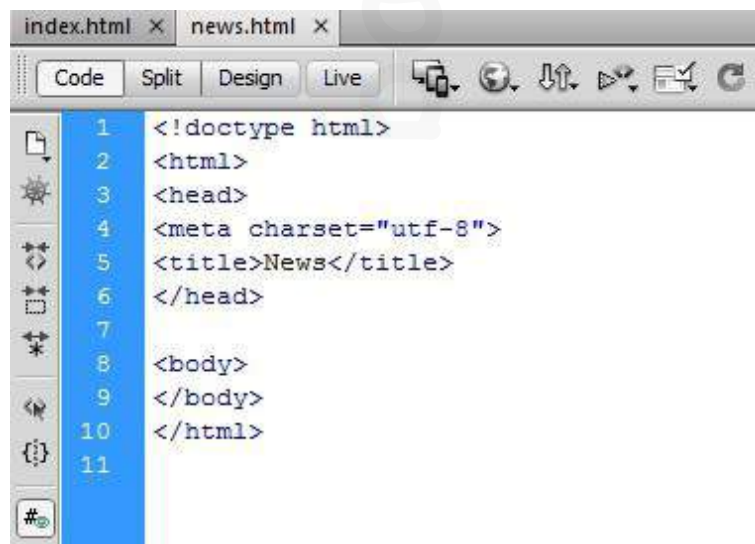 index.html × news.html ×
Code Split Design Live
1 <!doctype html>
2 <html>
3 <head>
4 <meta charset="utf-8">
5 <title>News</title>
6 </head>
7
8 <body>
9 </body>
10 </html>
11